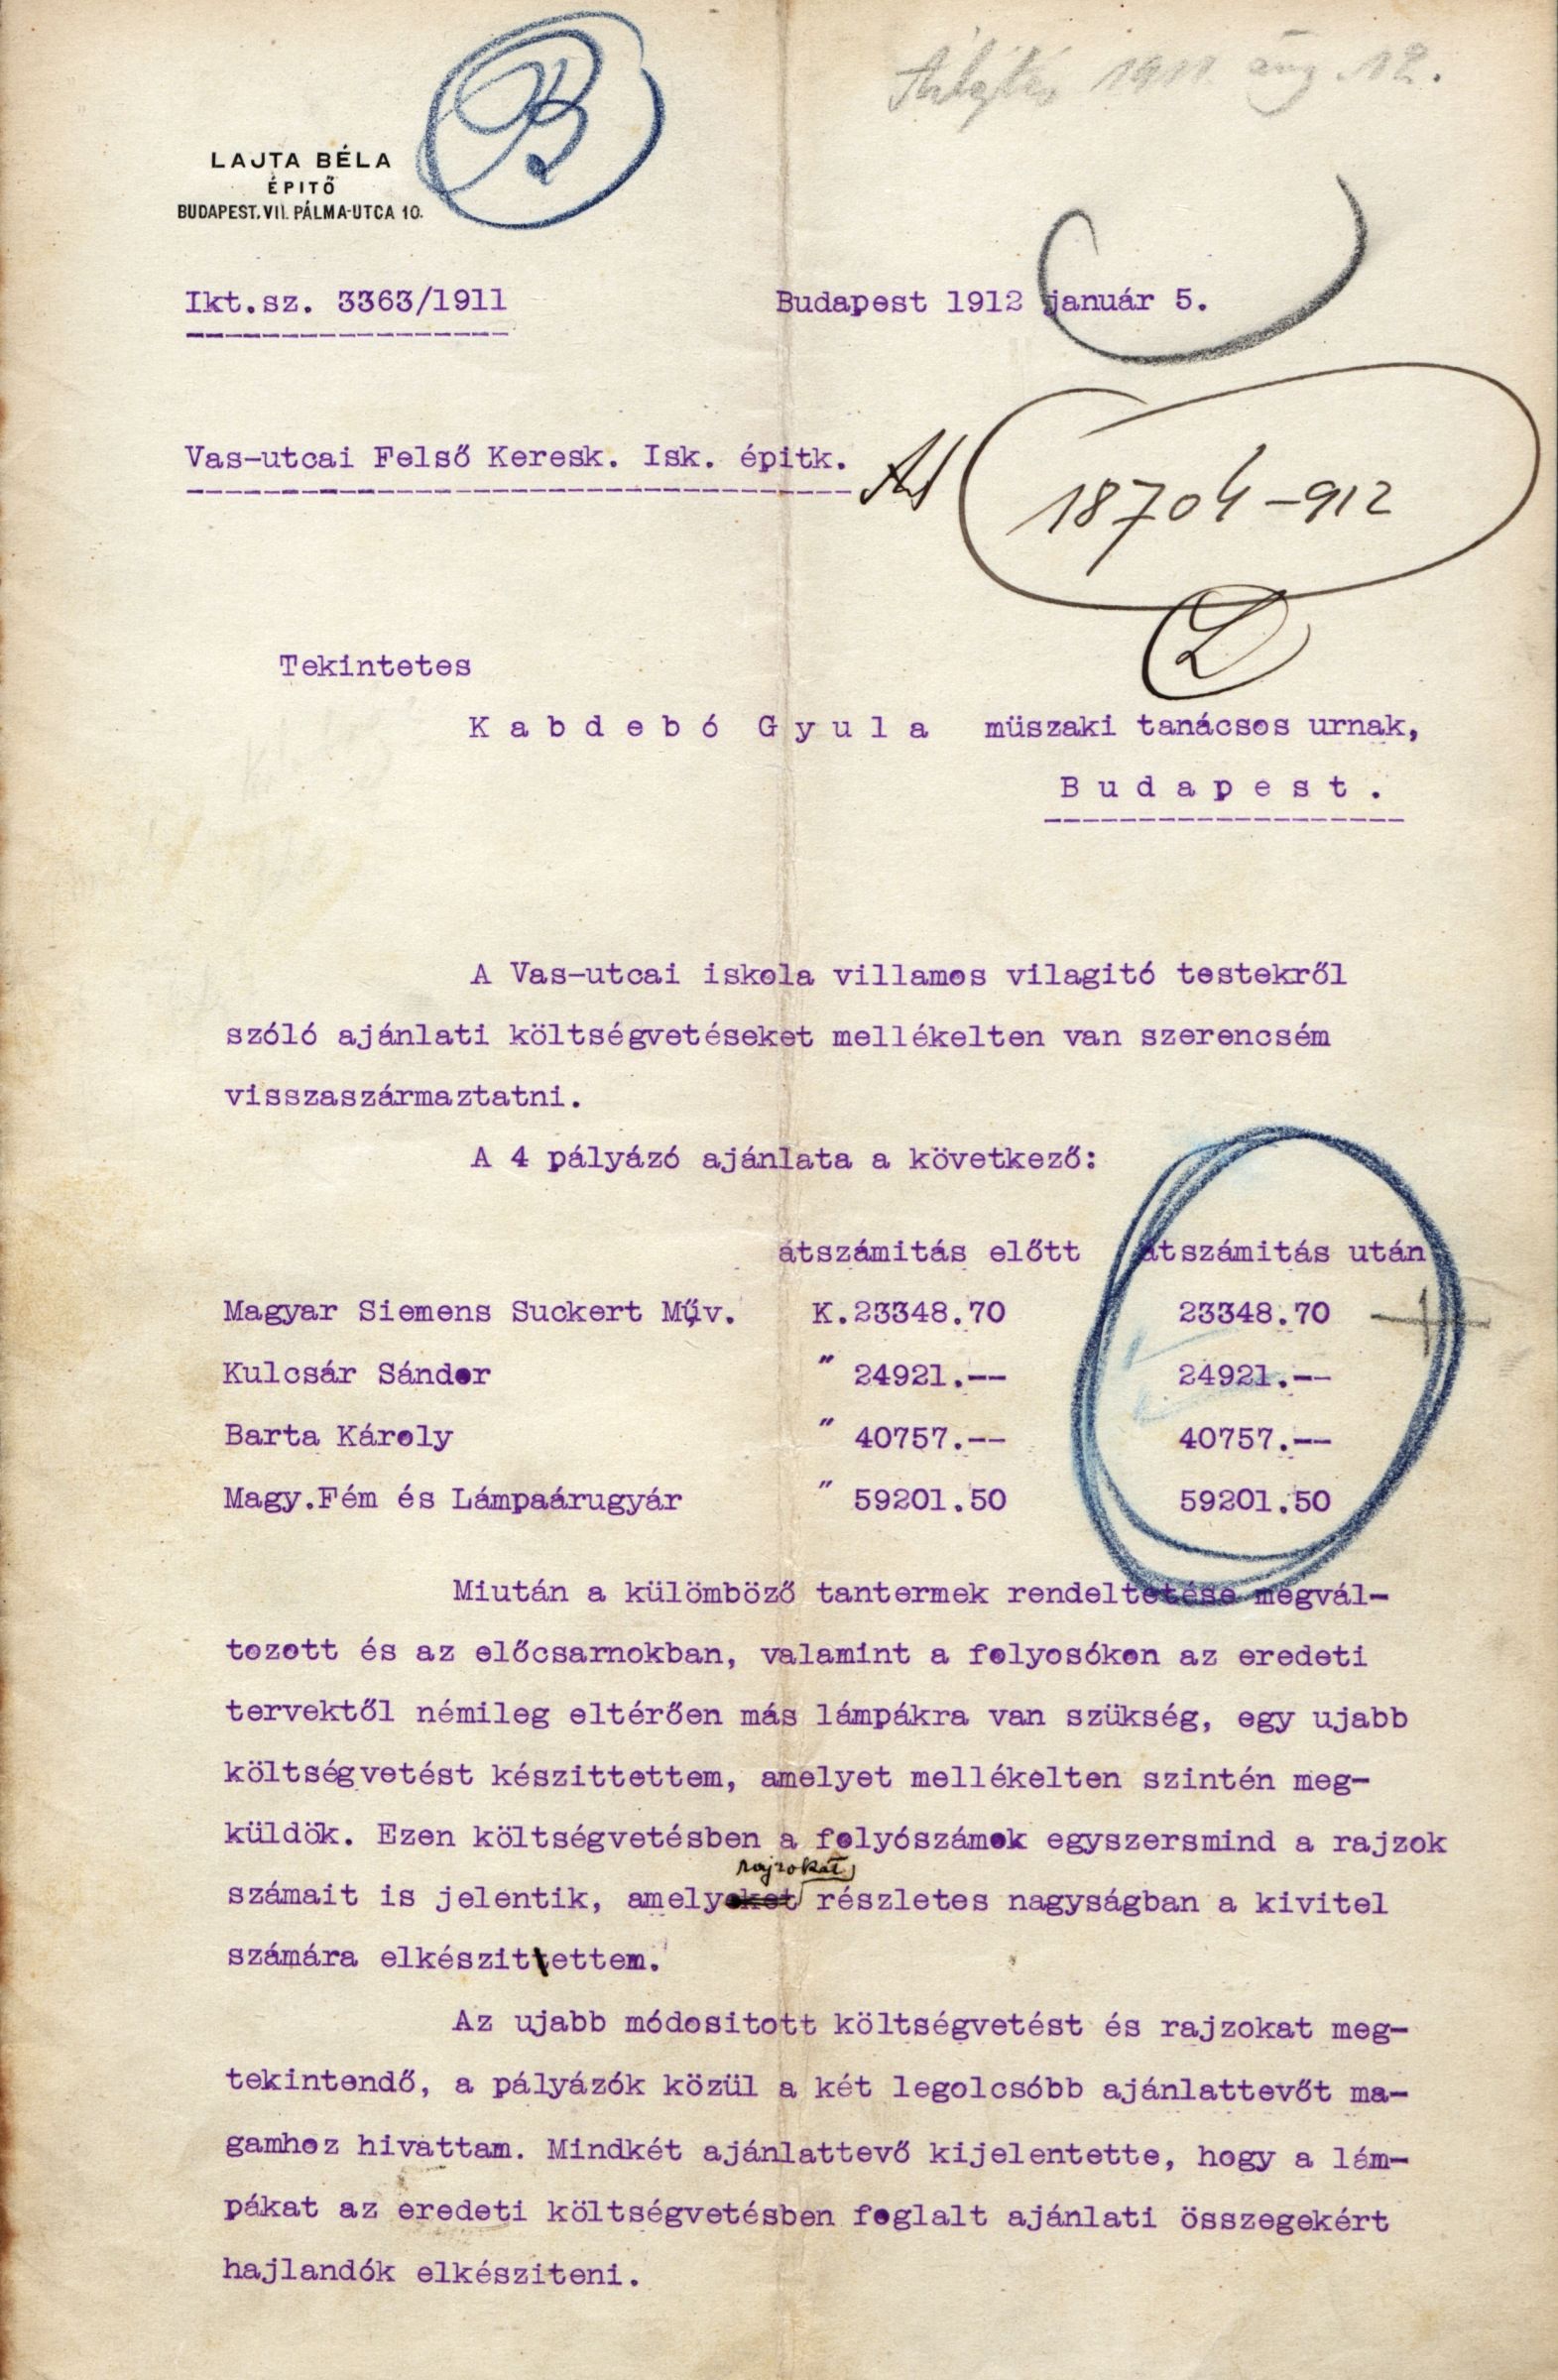 B
1911 aug. 12.
LAJTA BÉLA
ÉPITŐ
BUDAPEST. VII. PÁLMA-UTCA 10.
Ikt.sz. 3363/1911
Budapest 1912 január 5.
Vas-utcai Felső Keresk. Isk. épitk.
18704-912
Tekintetes
Kabdebó Gyula müszaki tanácsos urnak,
Budapest.
A Vas-utcai iskola villamos vilagitó testekről
szóló ajánlati költségvetéseket mellékelten van szerencsém
visszaszármaztatni.
A 4 pályázó ajánlata a következő:
átszámitás előtt átszámitás után
Magyar Siemens Suckert Műv. K.23348.70 23348.70
Kulcsár Sándor " 24921.-- 24921.--
Barta Károly " 40757.-- 40757.--
Magy.Fém és Lámpaárugyár " 59201.50 59201.50
Miután a külömböző tantermek rendeltetése megvál-
tozott és az előcsarnokban, valamint a folyosókon az eredeti
tervektől némileg eltérően más lámpákra van szükség, egy ujabb
költségvetést készittettem, amelyet mellékelten szintén meg-
küldök. Ezen költségvetésben a folyószámok egyszersmind a rajzok
rajzokat
számait is jelentik, amelyeket részletes nagyságban a kivitel
számára elkészittettem.
Az ujabb módositott költségvetést és rajzokat meg-
tekintendő, a pályázók közül a két legolcsóbb ajánlattevőt ma-
gamhoz hivattam. Mindkét ajánlattevő kijelentette, hogy a lám-
pákat az eredeti költségvetésben foglalt ajánlati összegekért
hajlandók elkésziteni.